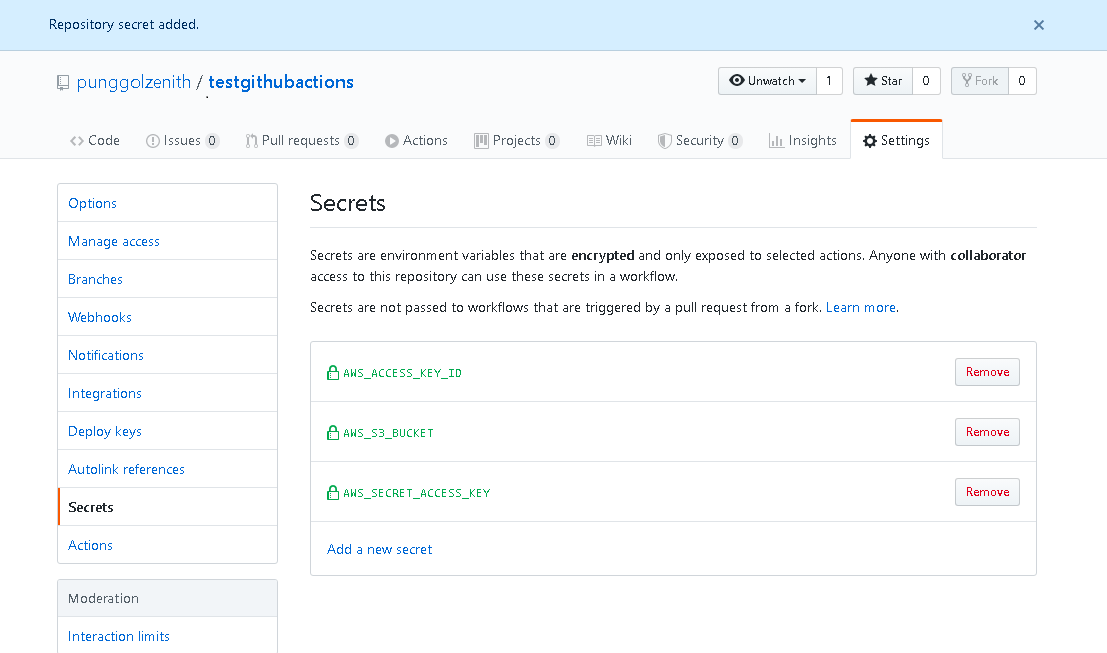 Repository secret added.
punggolzenith / testgithubactions
Unwatch 1 Star 0 Fork 0
Code Issues 0 Pull requests 0 Actions Projects 0 Wiki Security 0 Insights Settings
Options
Manage access
Branches
Webhooks
Notifications
Integrations
Deploy keys
Autolink references
Secrets
Actions
Moderation
Interaction limits
Secrets
Secrets are environment variables that are encrypted and only exposed to selected actions. Anyone with collaborator
access to this repository can use these secrets in a workflow.
Secrets are not passed to workflows that are triggered by a pull request from a fork. Learn more.
AWS_ACCESS_KEY_ID Remove
AWS_S3_BUCKET Remove
AWS_SECRET_ACCESS_KEY Remove
Add a new secret